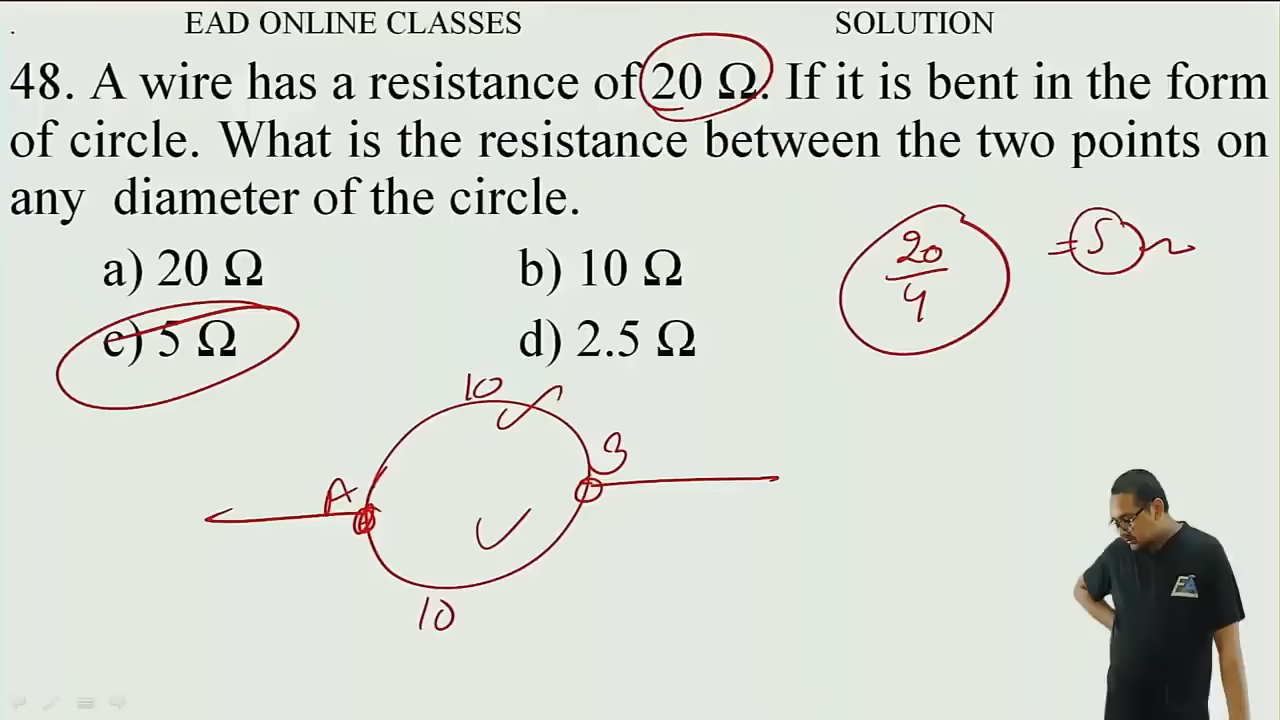 . EAD ONLINE CLASSES SOLUTION
48. A wire has a resistance of 20 Ω. If it is bent in the form
of circle. What is the resistance between the two points on
any diameter of the circle.
a) 20 Ω b) 10 Ω
c) 5 Ω d) 2.5 Ω
20
4
= 5
10
A
B
10